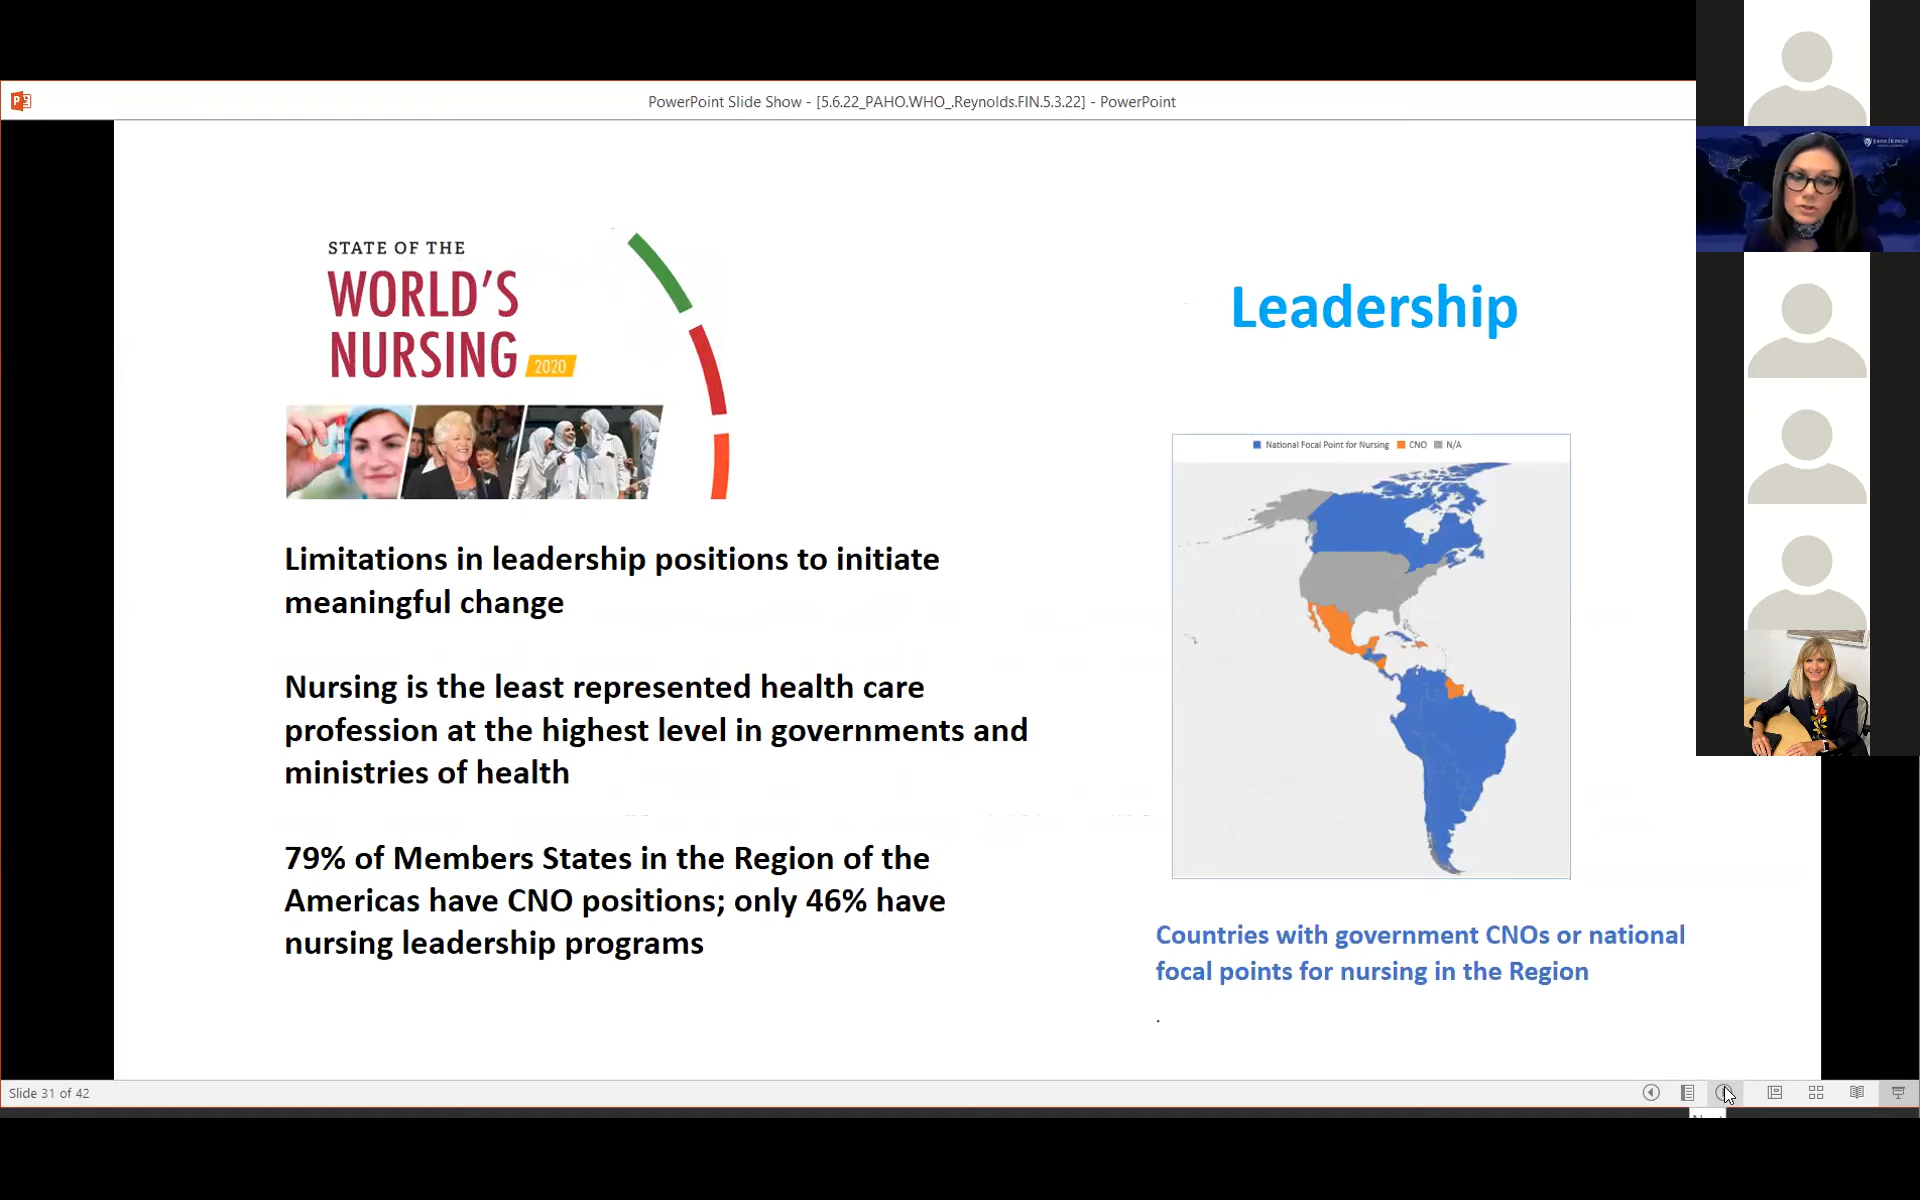 PowerPoint Slide Show - [5.6.22_PAHO.WHO_.Reynolds.FIN.5.3.22] - PowerPoint
STATE OF THE
WORLD'S
NURSING 2020
Leadership
National Focal Point for Nursing CNO N/A
Limitations in leadership positions to initiate
meaningful change
Nursing is the least represented health care
profession at the highest level in governments and
ministries of health
79% of Members States in the Region of the
Americas have CNO positions; only 46% have
nursing leadership programs
Countries with government CNOs or national
focal points for nursing in the Region
.
Slide 31 of 42
JOHNS HOPKINS